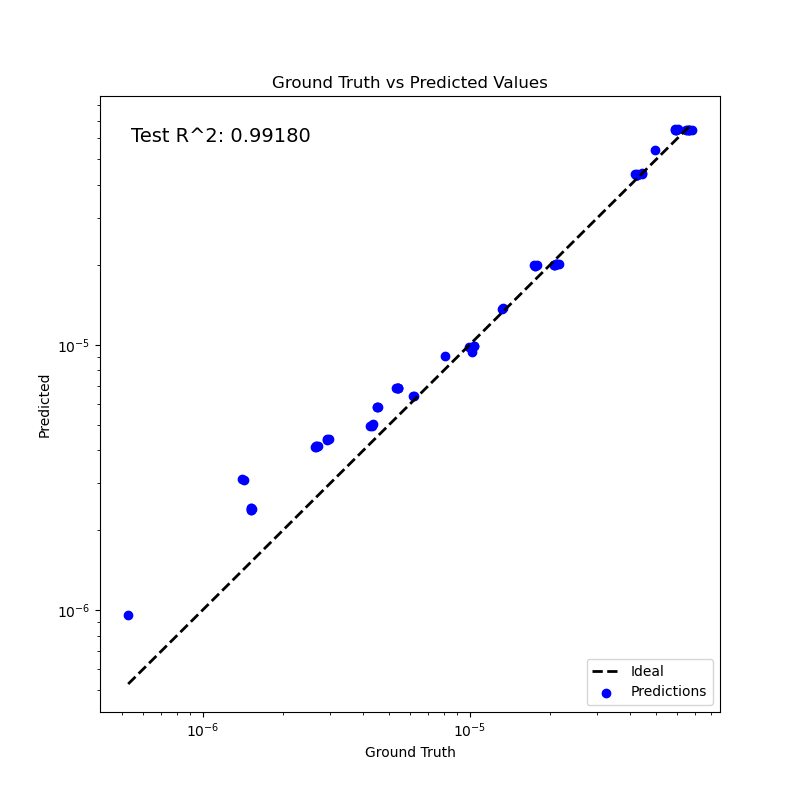 Ground Truth vs Predicted Values
Test R^2: 0.99180
10⁻⁵
10⁻⁶
Predicted
10⁻⁶
10⁻⁵
Ground Truth
Ideal
Predictions